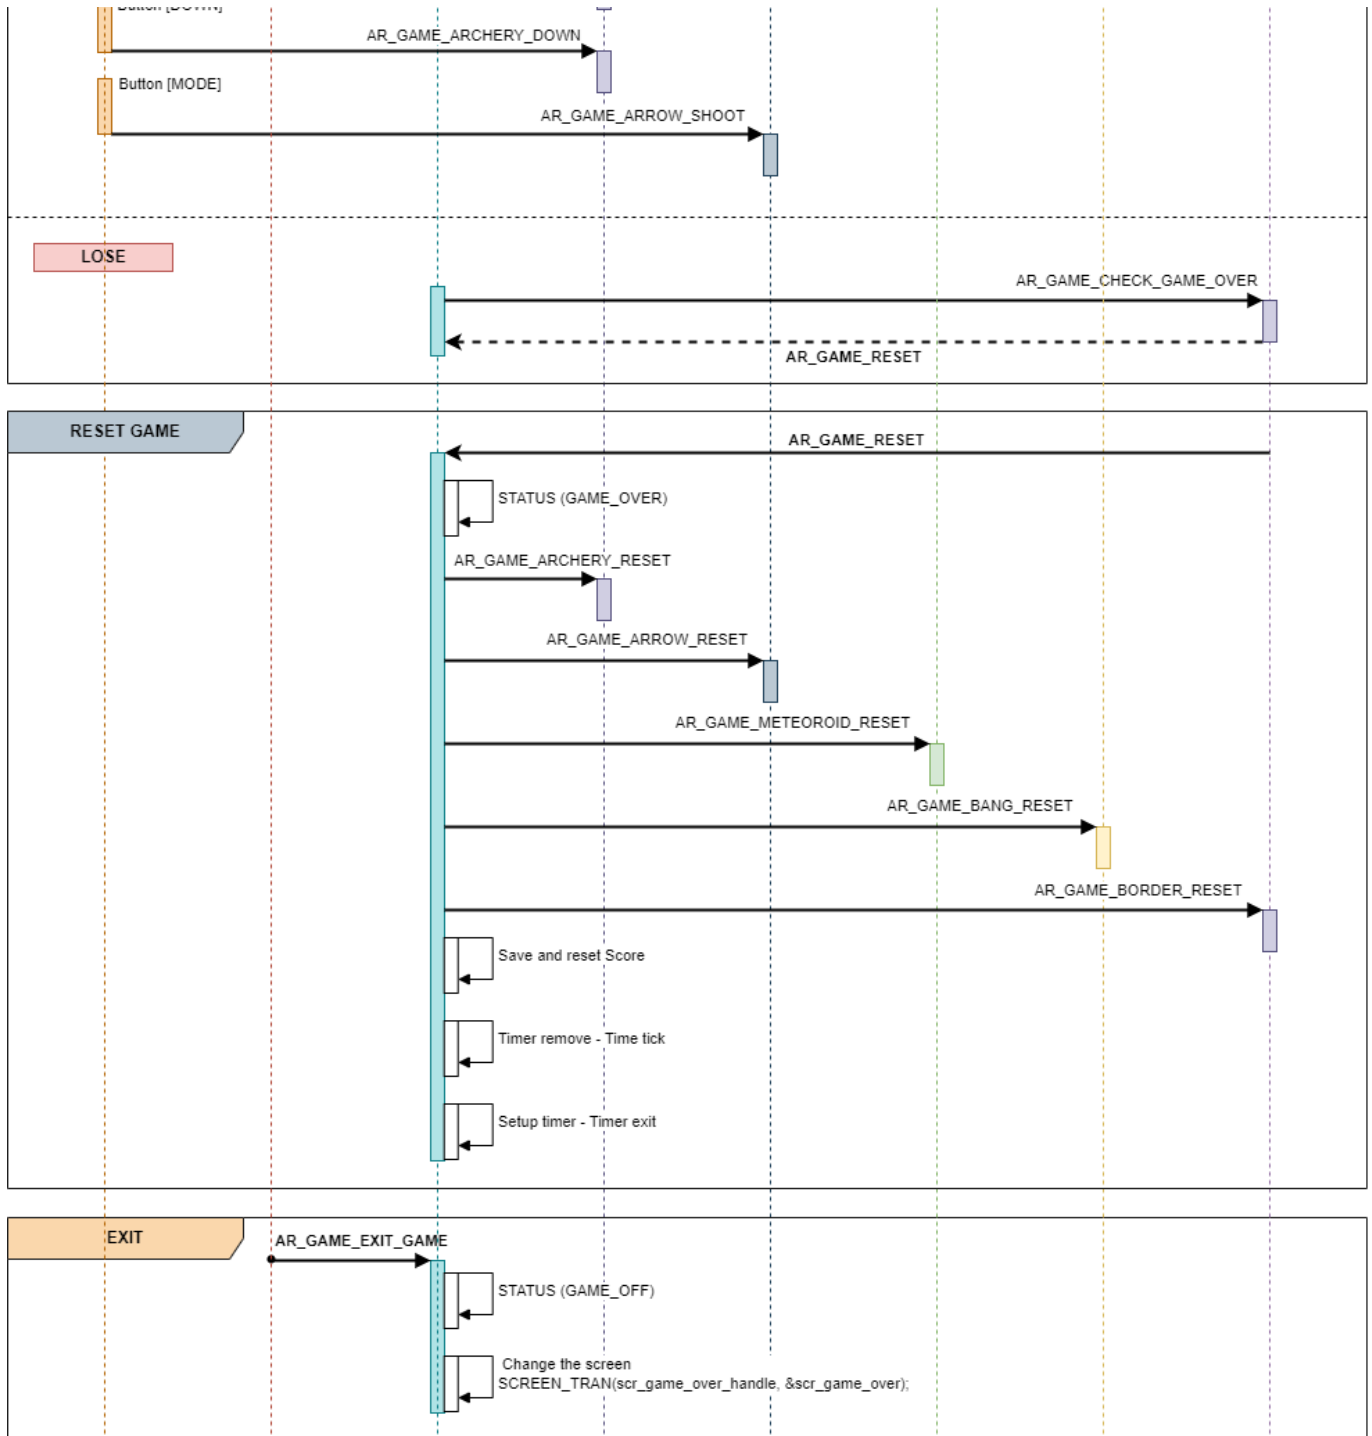 Button [DOWN]
AR_GAME_ARCHERY_DOWN
Button [MODE]
AR_GAME_ARROW_SHOOT
LOSE
AR_GAME_CHECK_GAME_OVER
AR_GAME_RESET
RESET GAME
AR_GAME_RESET
STATUS (GAME_OVER)
AR_GAME_ARCHERY_RESET
AR_GAME_ARROW_RESET
AR_GAME_METEOROID_RESET
AR_GAME_BANG_RESET
AR_GAME_BORDER_RESET
Save and reset Score
Timer remove - Time tick
Setup timer - Timer exit
EXIT
AR_GAME_EXIT_GAME
STATUS (GAME_OFF)
Change the screen
SCREEN_TRAN(scr_game_over_handle, &scr_game_over);